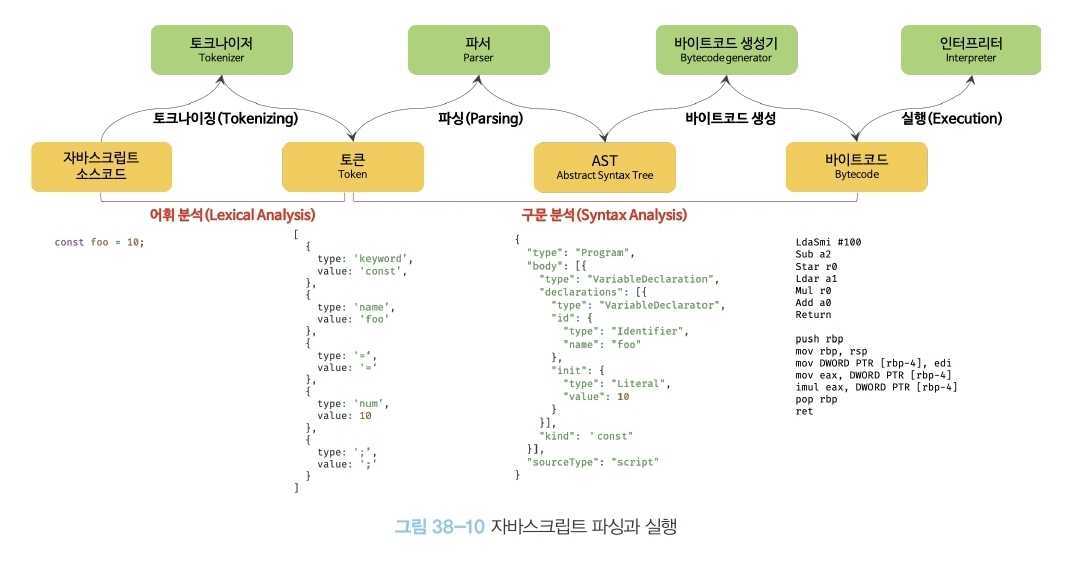 토크나이저
Tokenizer
파서
Parser
바이트코드 생성기
Bytecode generator
인터프리터
Interpreter
토크나이징(Tokenizing)
파싱(Parsing)
바이트코드 생성
실행(Execution)
자바스크립트
소스코드
토큰
Token
AST
Abstract Syntax Tree
바이트코드
Bytecode
어휘 분석(Lexical Analysis)
구문 분석(Syntax Analysis)
const foo = 10;
[
  {
    type: 'keyword',
    value: 'const',
  },
  {
    type: 'name',
    value: 'foo'
  },
  {
    type: '=',
    value: '='
  },
  {
    type: 'num',
    value: 10
  },
  {
    type: ';',
    value: ';'
  }
]
{
  "type": "Program",
  "body": [{
    "type": "VariableDeclaration",
    "declarations": [{
      "type": "VariableDeclarator",
      "id": {
        "type": "Identifier",
        "name": "foo"
      },
      "init": {
        "type": "Literal",
        "value": 10
      }
    }],
    "kind": "const"
  }],
  "sourceType": "script"
}
LdaSmi #100
Sub a2
Star r0
Ldar a1
Mul r0
Add a0
Return
push rbp
mov rbp, rsp
mov DWORD PTR [rbp-4], edi
mov eax, DWORD PTR [rbp-4]
imul eax, DWORD PTR [rbp-4]
pop rbp
ret
그림 38-10 자바스크립트 파싱과 실행